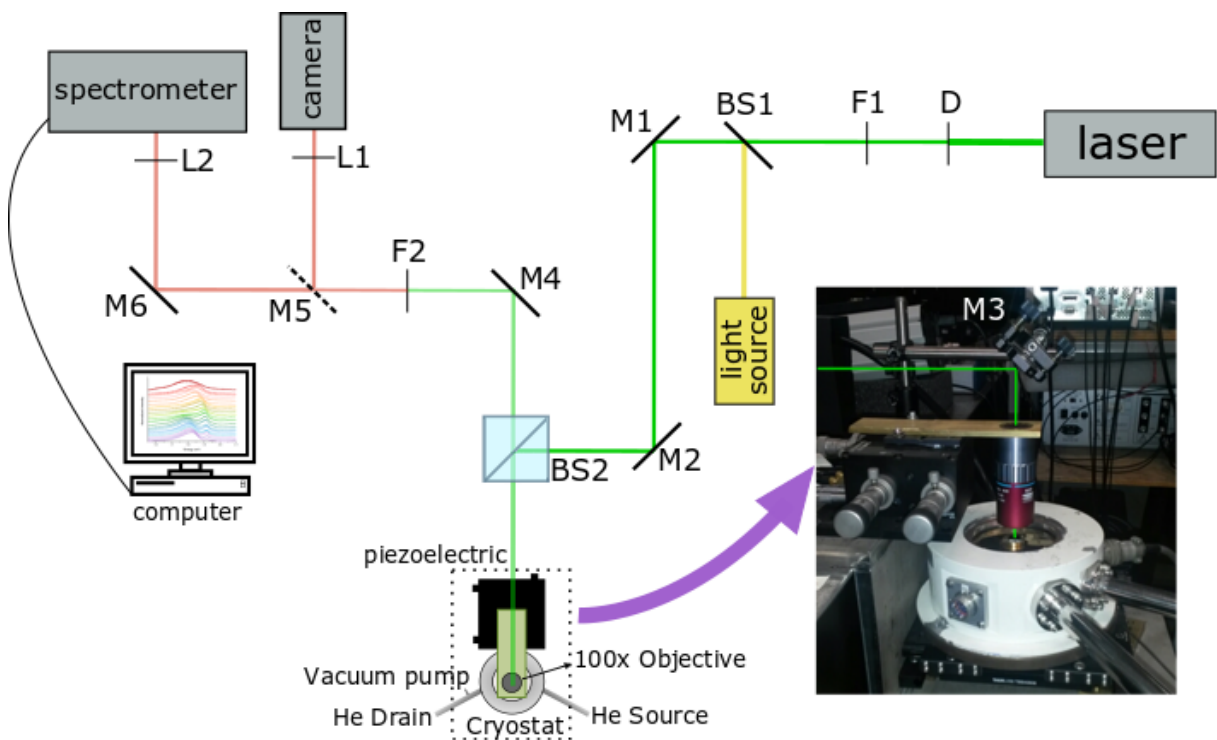 spectrometer
camera
M1
BS1
F1
D
laser
L2
L1
F2
M4
M6
M5
light
source
M3
BS2
M2
computer
piezoelectric
100x Objective
Vacuum pump
He Drain
He Source
Cryostat